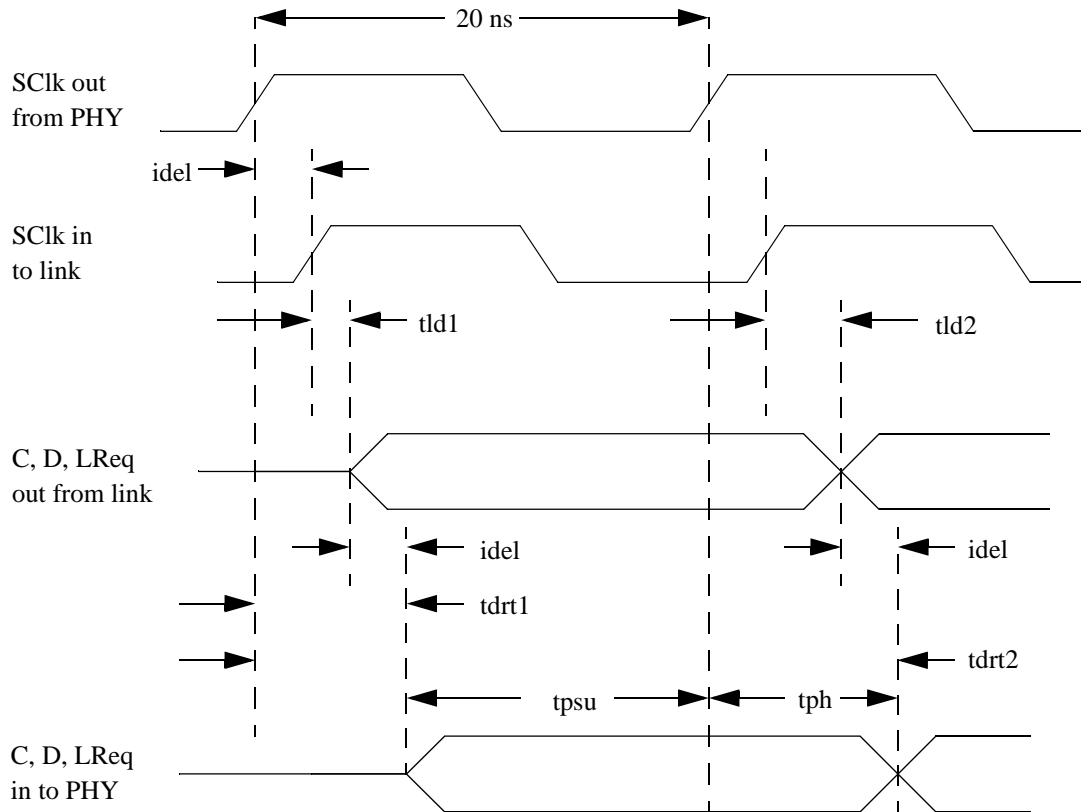 20 ns
SClk out
from PHY
idel
SClk in
to link
tld1
tld2
C, D, LReq
out from link
idel
idel
tdrt1
tdrt2
tpsu
tph
C, D, LReq
in to PHY